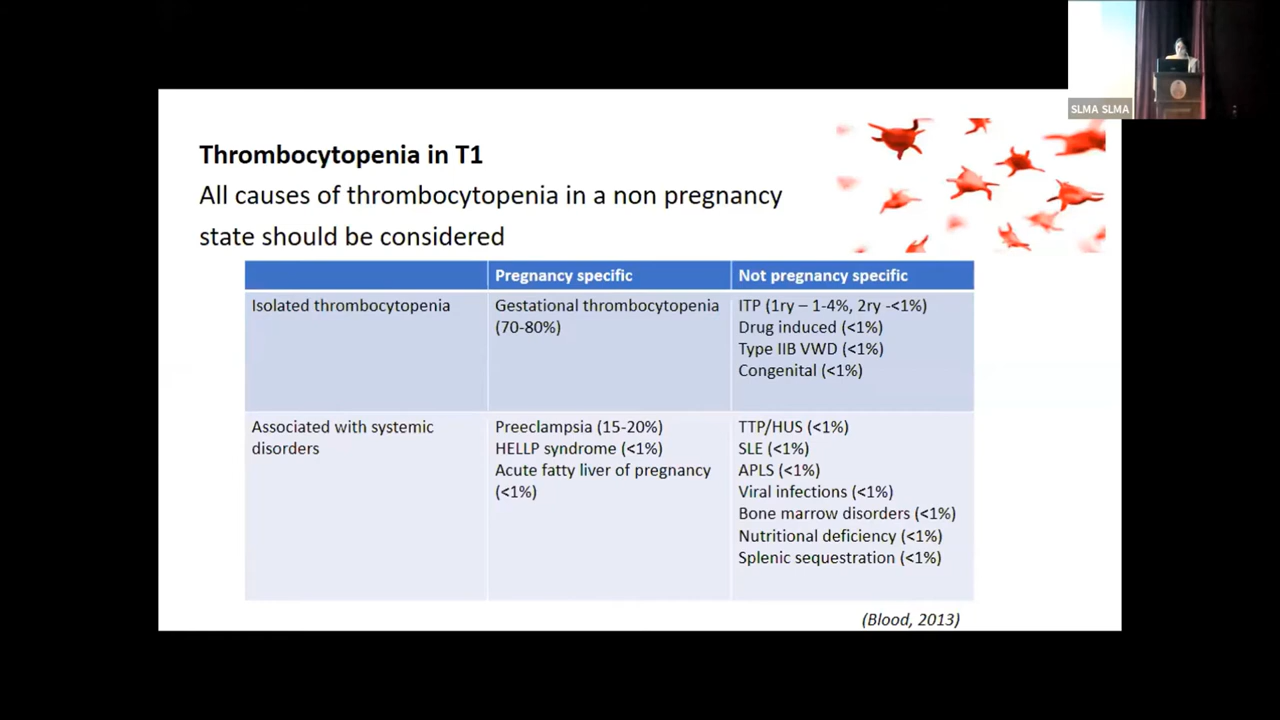 SLMA SLMA
Thrombocytopenia in T1
All causes of thrombocytopenia in a non pregnancy
state should be considered
Pregnancy specific
Not pregnancy specific
Isolated thrombocytopenia
Gestational thrombocytopenia
(70-80%)
ITP (1ry – 1-4%, 2ry -<1%)
Drug induced (<1%)
Type IIB VWD (<1%)
Congenital (<1%)
Associated with systemic
disorders
Preeclampsia (15-20%)
HELLP syndrome (<1%)
Acute fatty liver of pregnancy
(<1%)
TTP/HUS (<1%)
SLE (<1%)
APLS (<1%)
Viral infections (<1%)
Bone marrow disorders (<1%)
Nutritional deficiency (<1%)
Splenic sequestration (<1%)
(Blood, 2013)